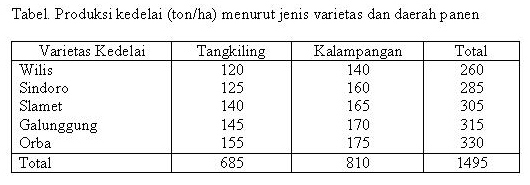 Tabel. Produksi kedelai (ton/ha) menurut jenis varietas dan daerah panen
Varietas Kedelai Tangkiling Kalampangan Total
Wilis 120 140 260
Sindoro 125 160 285
Slamet 140 165 305
Galunggung 145 170 315
Orba 155 175 330
Total 685 810 1495